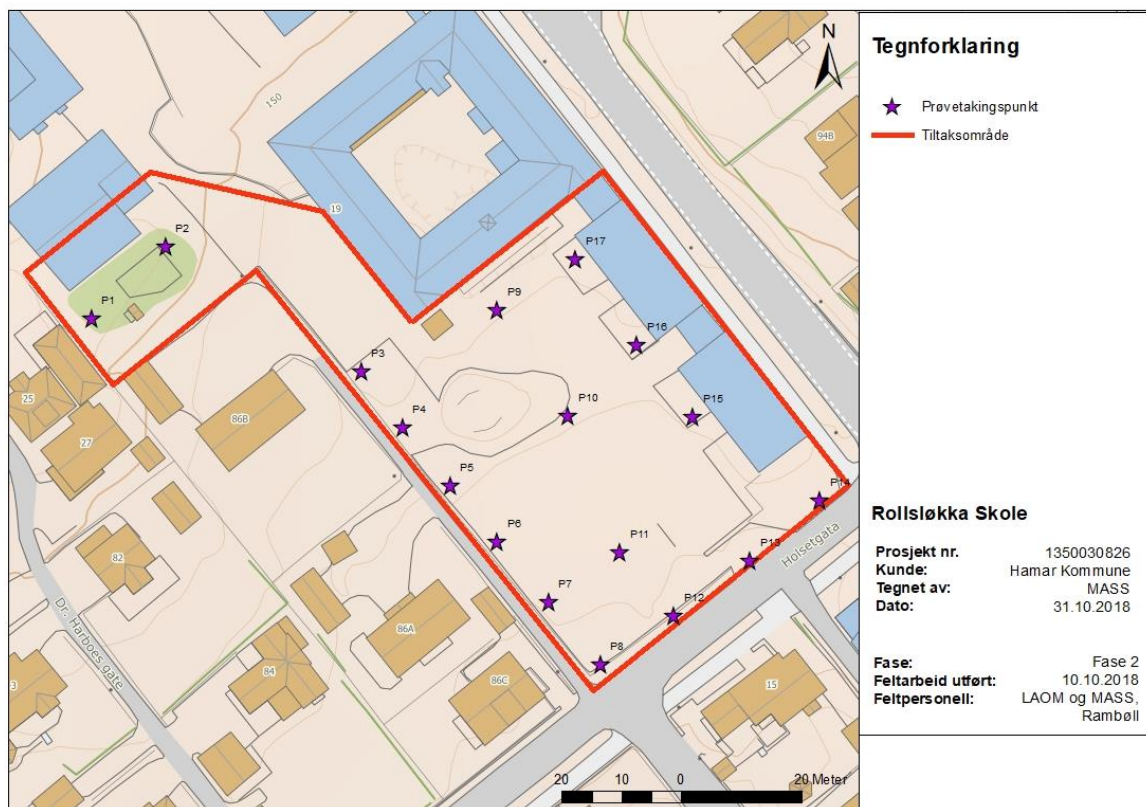 N
150
94B
19
P17
P2
P9
P1
P16
P3
P10
P15
P4
25
86B
27
P5
P14
P6
P11
P13
Holsetgata
82
P7
P12
Dr. Harboes gate
86A
P8
84
86C
3
15
20 10 0 20 Meter
Tegnforklaring
Prøvetakingspunkt
Tiltaksområde
Rollsløkka Skole
Prosjekt nr. 1350030826
Kunde: Hamar Kommune
Tegnet av: MASS
Dato: 31.10.2018
Fase: Fase 2
Feltarbeid utført: 10.10.2018
Feltpersonell: LAOM og MASS,
Rambøll